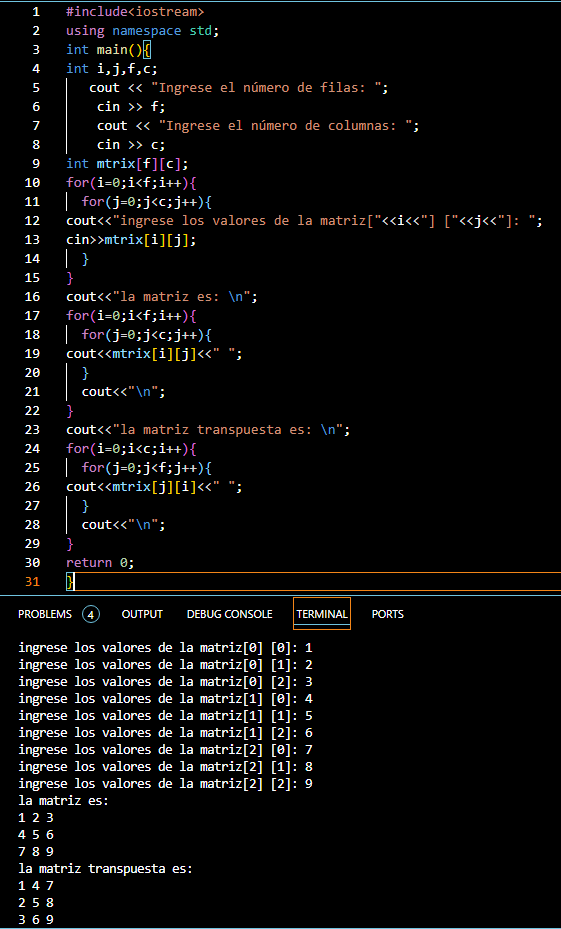 1 #include<iostream>
2 using namespace std;
3 int main(){
4 int i,j,f,c;
5 cout << "Ingrese el número de filas: ";
6 cin >> f;
7 cout << "Ingrese el número de columnas: ";
8 cin >> c;
9 int mtrix[f][c];
10 for(i=0;i<f;i++){
11 for(j=0;j<c;j++){
12 cout<<"ingrese los valores de la matriz["<<i<<"] ["<<j<<"]: ";
13 cin>>mtrix[i][j];
14 }
15 }
16 cout<<"la matriz es: \n";
17 for(i=0;i<f;i++){
18 for(j=0;j<c;j++){
19 cout<<mtrix[i][j]<<" ";
20 }
21 cout<<"\n";
22 }
23 cout<<"la matriz transpuesta es: \n";
24 for(i=0;i<c;i++){
25 for(j=0;j<f;j++){
26 cout<<mtrix[j][i]<<" ";
27 }
28 cout<<"\n";
29 }
30 return 0;
31 }
PROBLEMS 4 OUTPUT DEBUG CONSOLE TERMINAL PORTS
ingrese los valores de la matriz[0] [0]: 1
ingrese los valores de la matriz[0] [1]: 2
ingrese los valores de la matriz[0] [2]: 3
ingrese los valores de la matriz[1] [0]: 4
ingrese los valores de la matriz[1] [1]: 5
ingrese los valores de la matriz[1] [2]: 6
ingrese los valores de la matriz[2] [0]: 7
ingrese los valores de la matriz[2] [1]: 8
ingrese los valores de la matriz[2] [2]: 9
la matriz es:
1 2 3
4 5 6
7 8 9
la matriz transpuesta es:
1 4 7
2 5 8
3 6 9